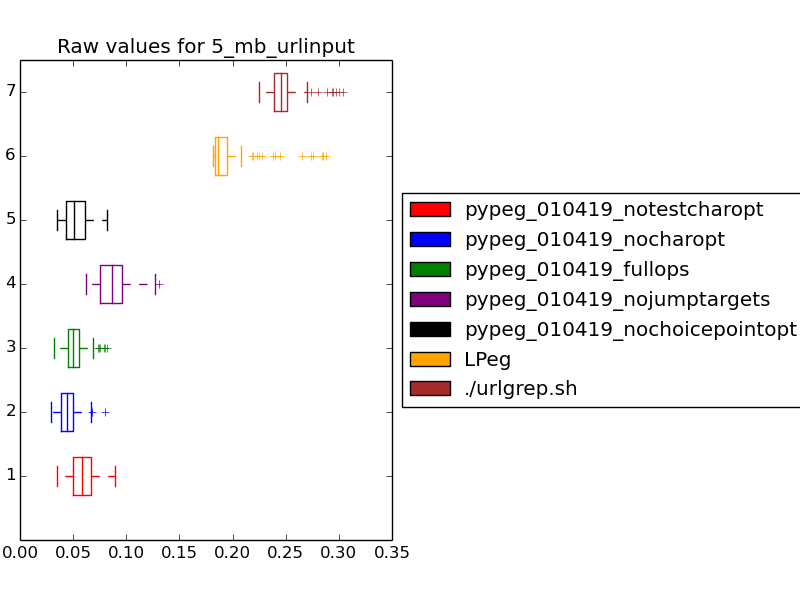 Raw values for 5_mb_urlinput
7
6
5
4
3
2
1
0.00 0.05 0.10 0.15 0.20 0.25 0.30 0.35
pypeg_010419_notestcharopt
pypeg_010419_nocharopt
pypeg_010419_fullops
pypeg_010419_nojumptargets
pypeg_010419_nochoicepointopt
LPeg
./urlgrep.sh